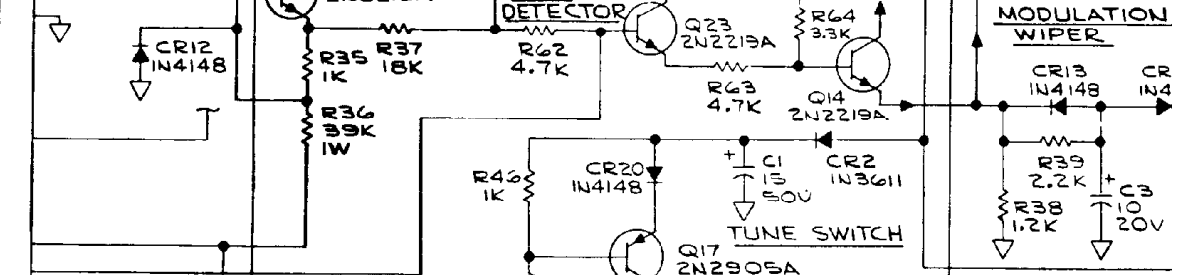 DETECTOR
Q23
2N2219A
R64
3.3K
MODULATION
WIPER
CR12
1N4148
R35
1K
R37
18K
R62
4.7K
R63
4.7K
Q14
2N2219A
CR13
1N4148
CR
1N4
R36
39K
1W
R46
1K
CR20
1N4148
+
C1
15
50V
CR2
1N3611
R39
2.2K
R38
1.2K
+
C3
10
20V
TUNE SWITCH
Q17
2N2905A